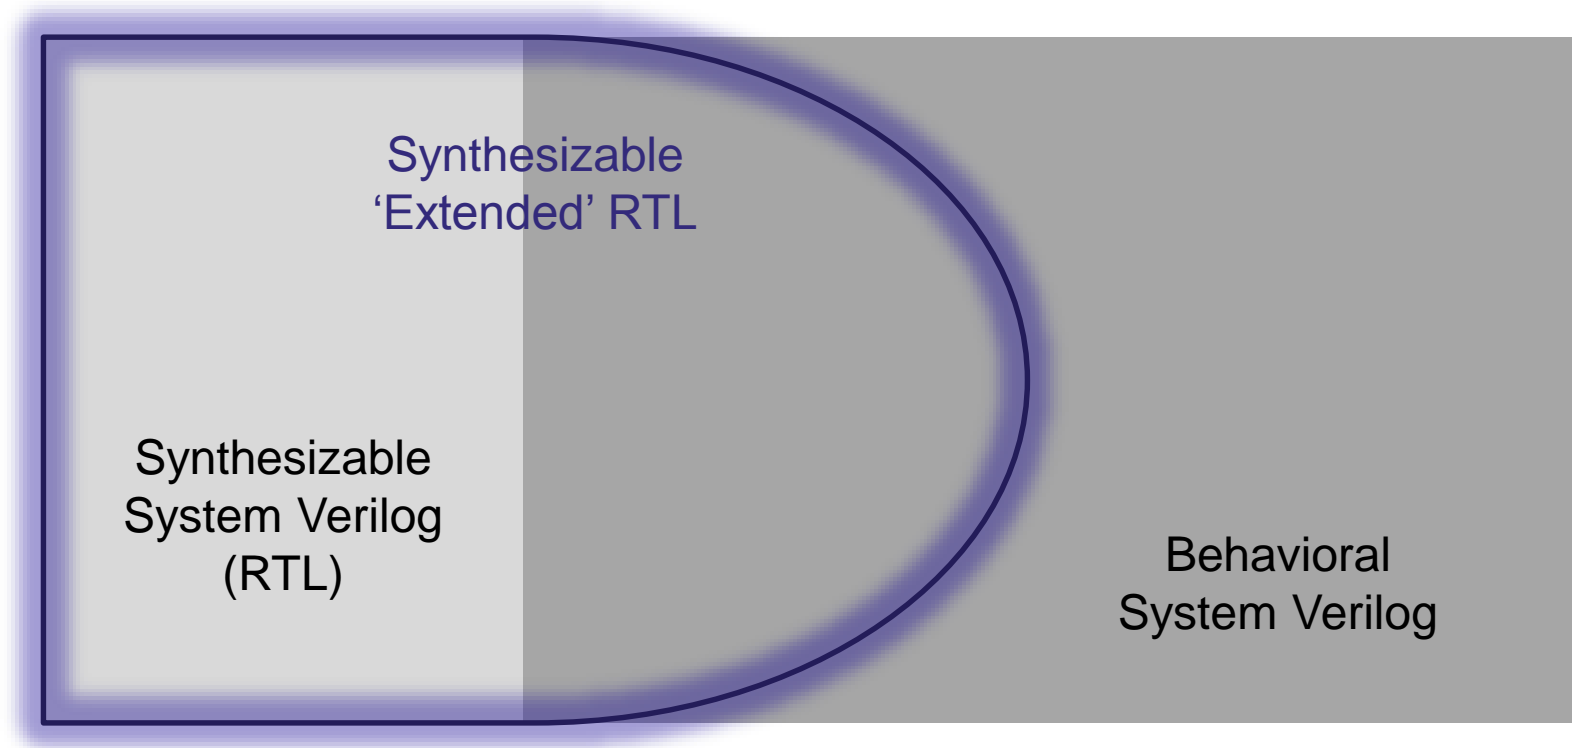 Synthesizable
‘Extended’ RTL
Synthesizable
System Verilog
(RTL)
Behavioral
System Verilog